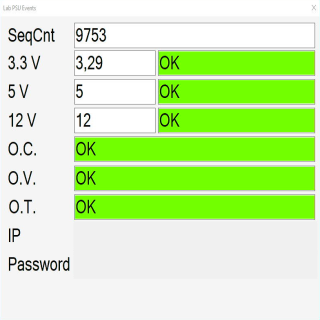 Lab PSU Events X
SeqCnt 9753
3.3 V 3,29 OK
5 V 5 OK
12 V 12 OK
O.C. OK
O.V. OK
O.T. OK
IP
Password